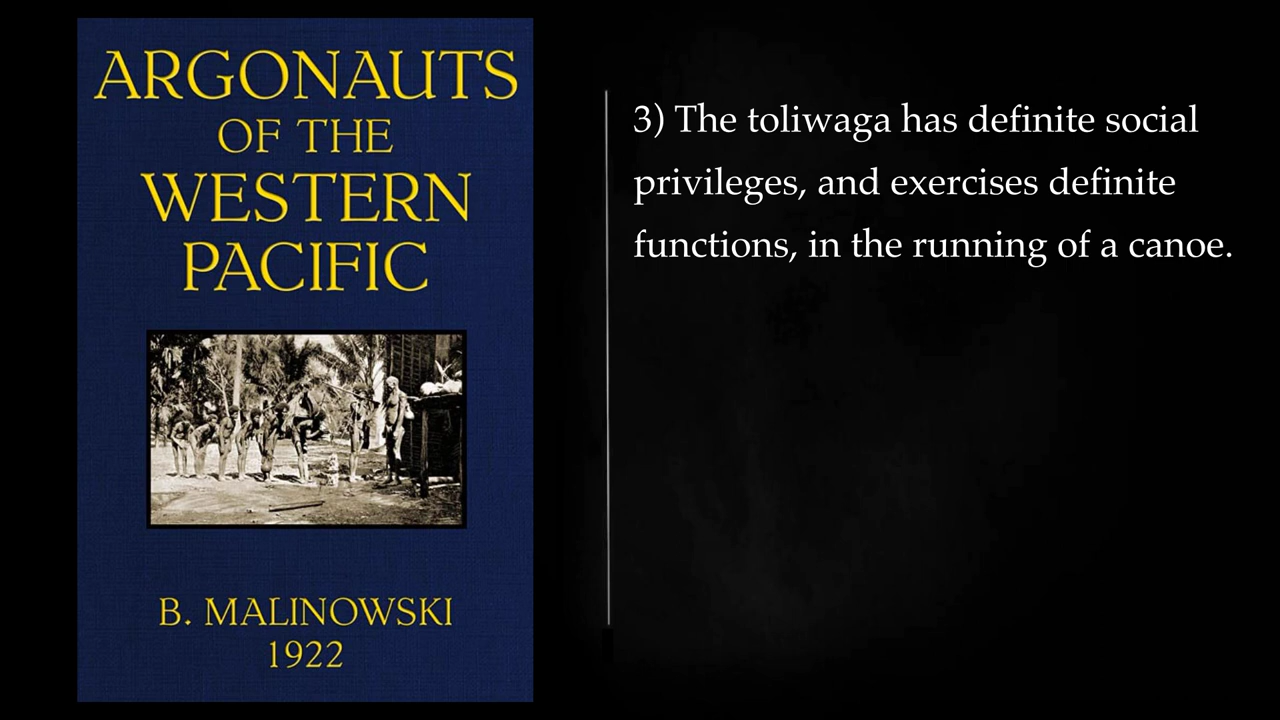 ARGONAUTS
OF THE
WESTERN
PACIFIC
B. MALINOWSKI
1922
3) The toliwaga has definite social
privileges, and exercises definite
functions, in the running of a canoe.